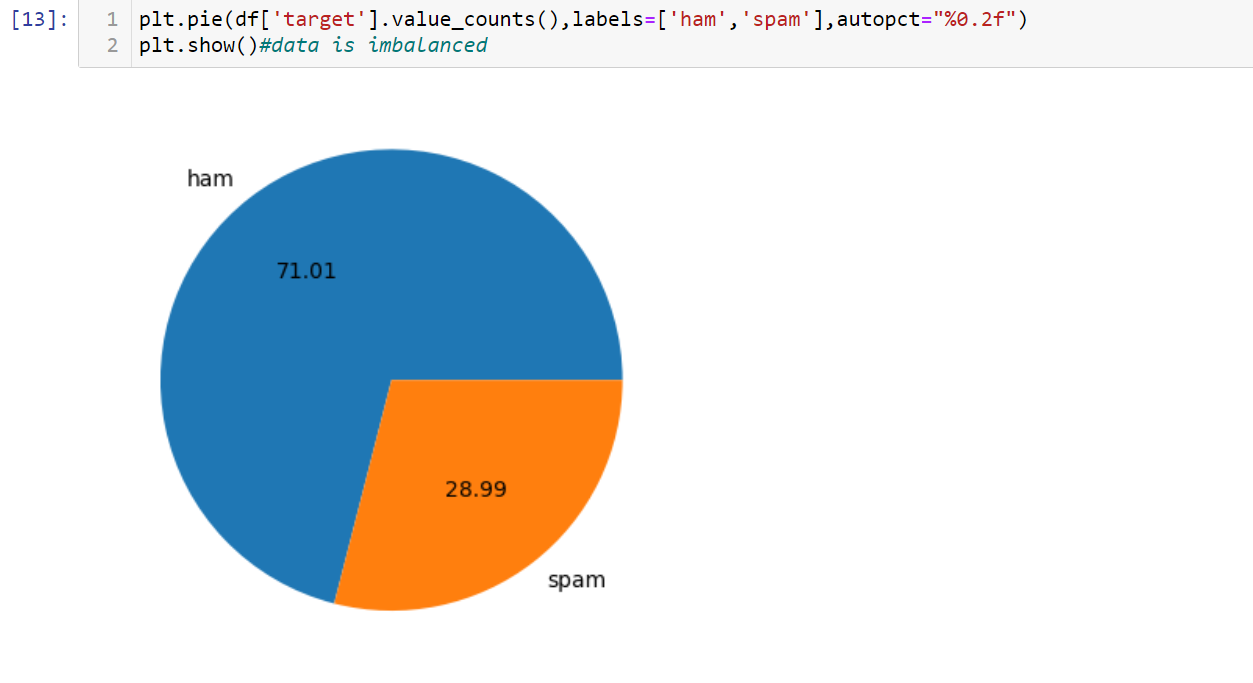 [13]: 1 plt.pie(df['target'].value_counts(),labels=['ham','spam'],autopct="%0.2f")
2 plt.show()#data is imbalanced
ham
71.01
28.99
spam